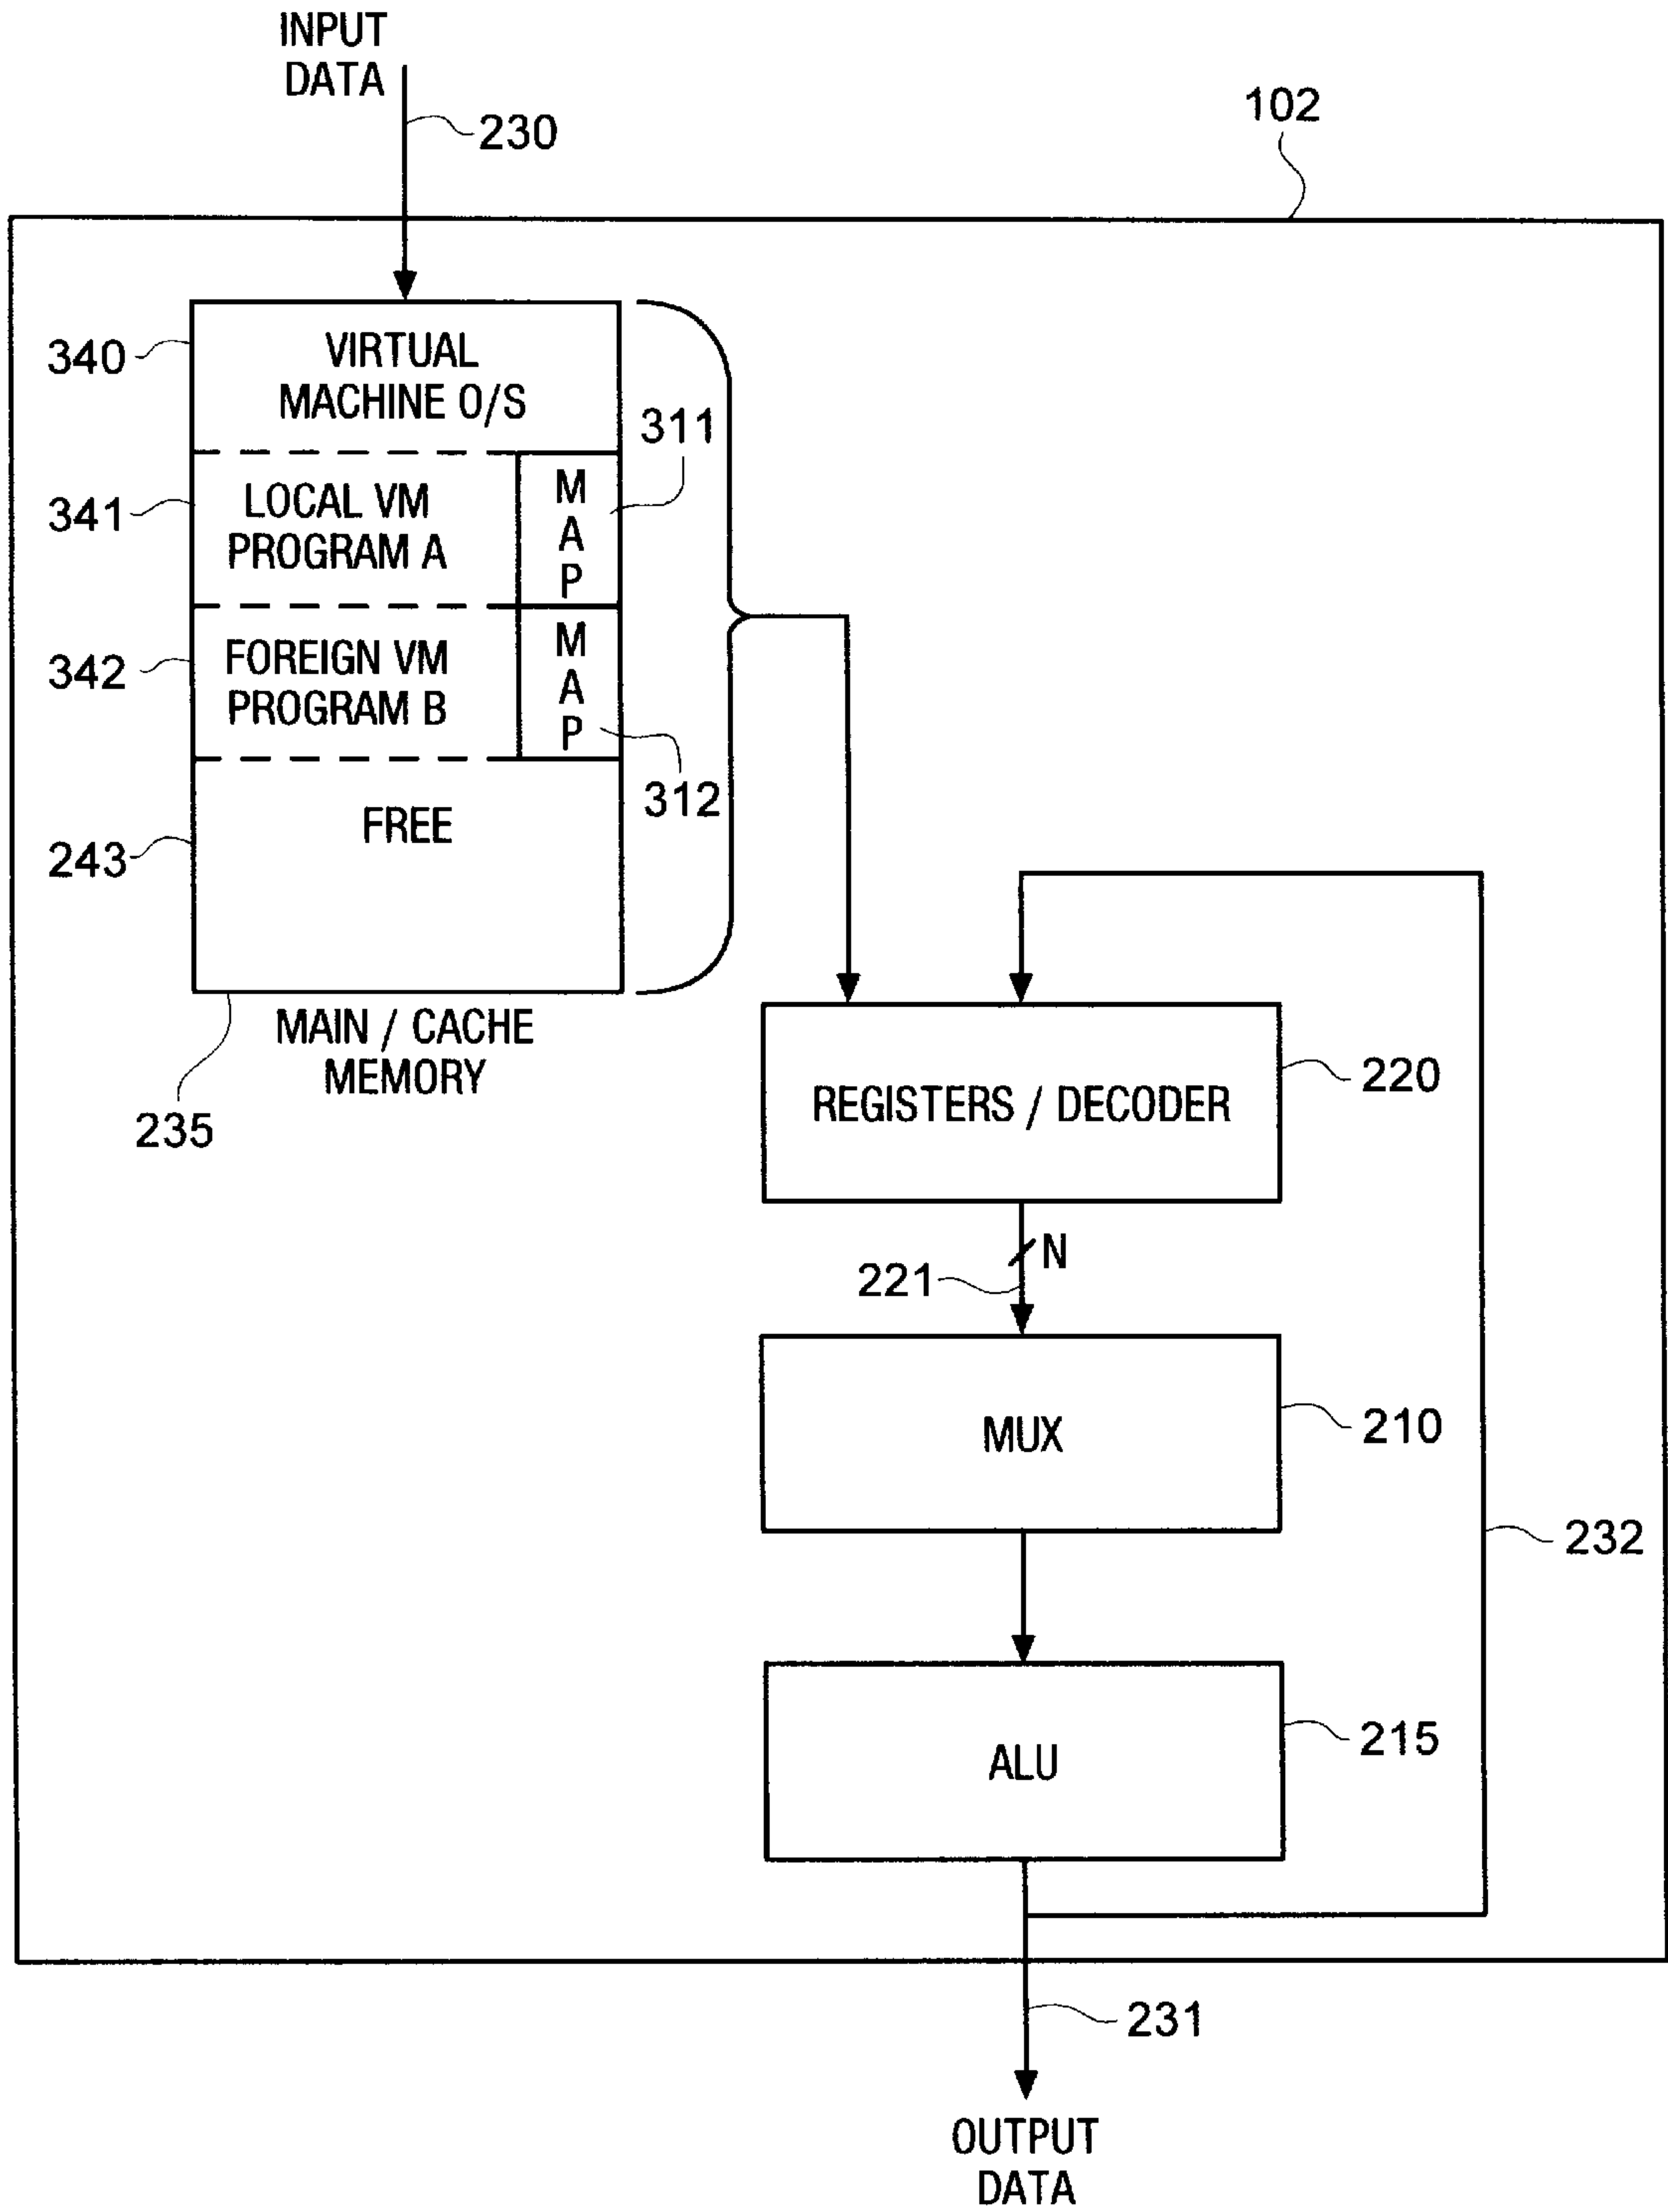 INPUT
DATA
230
102
340
VIRTUAL
MACHINE O/S
311
341
LOCAL VM
PROGRAM A
M
A
P
342
FOREIGN VM
PROGRAM B
M
A
P
312
243
FREE
MAIN / CACHE
MEMORY
235
REGISTERS / DECODER
220
N
221
MUX
210
232
ALU
215
231
OUTPUT
DATA